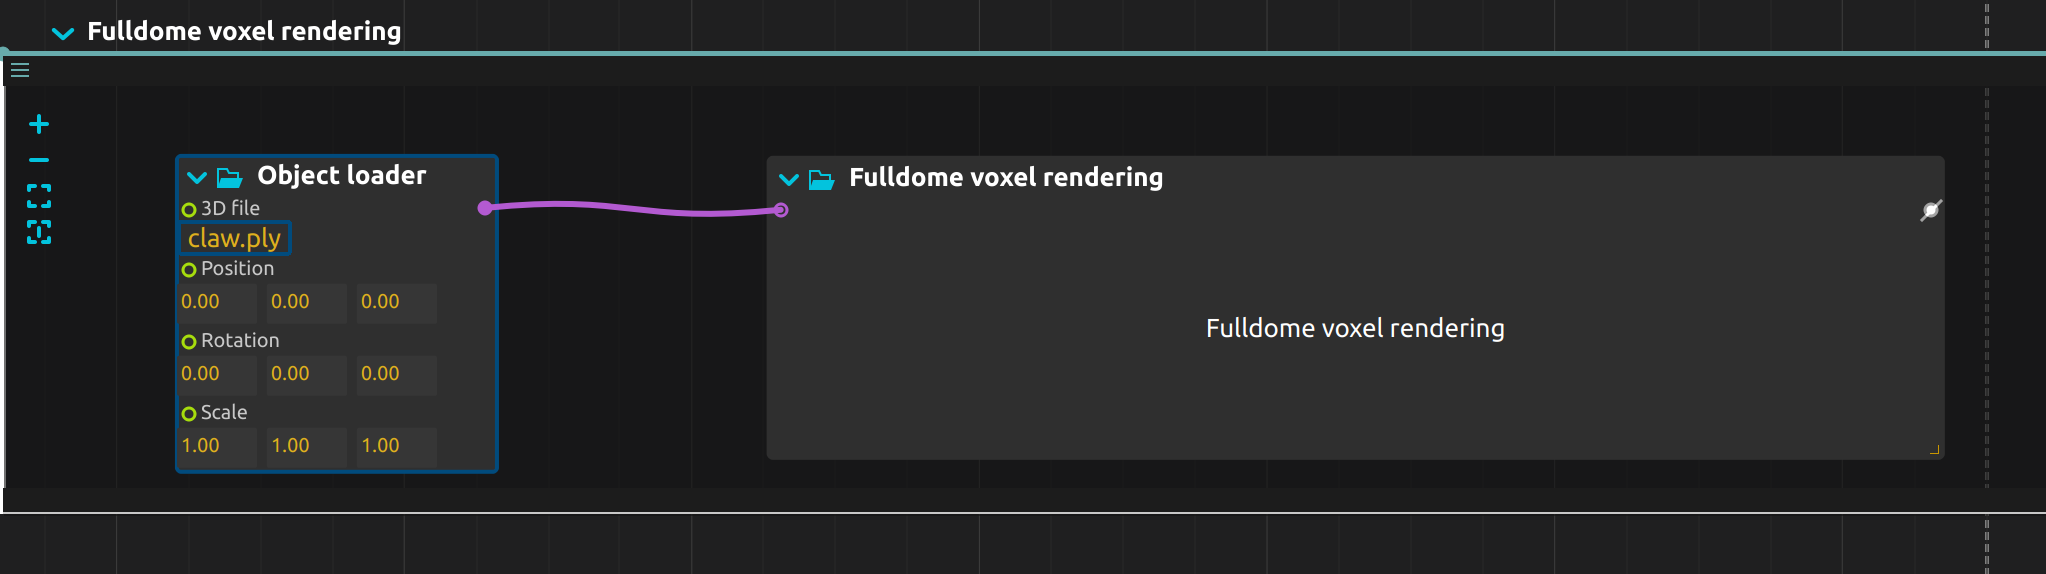 Fulldome voxel rendering
Object loader
3D file
claw.ply
Position
0.00 0.00 0.00
Rotation
0.00 0.00 0.00
Scale
1.00 1.00 1.00
Fulldome voxel rendering
Fulldome voxel rendering